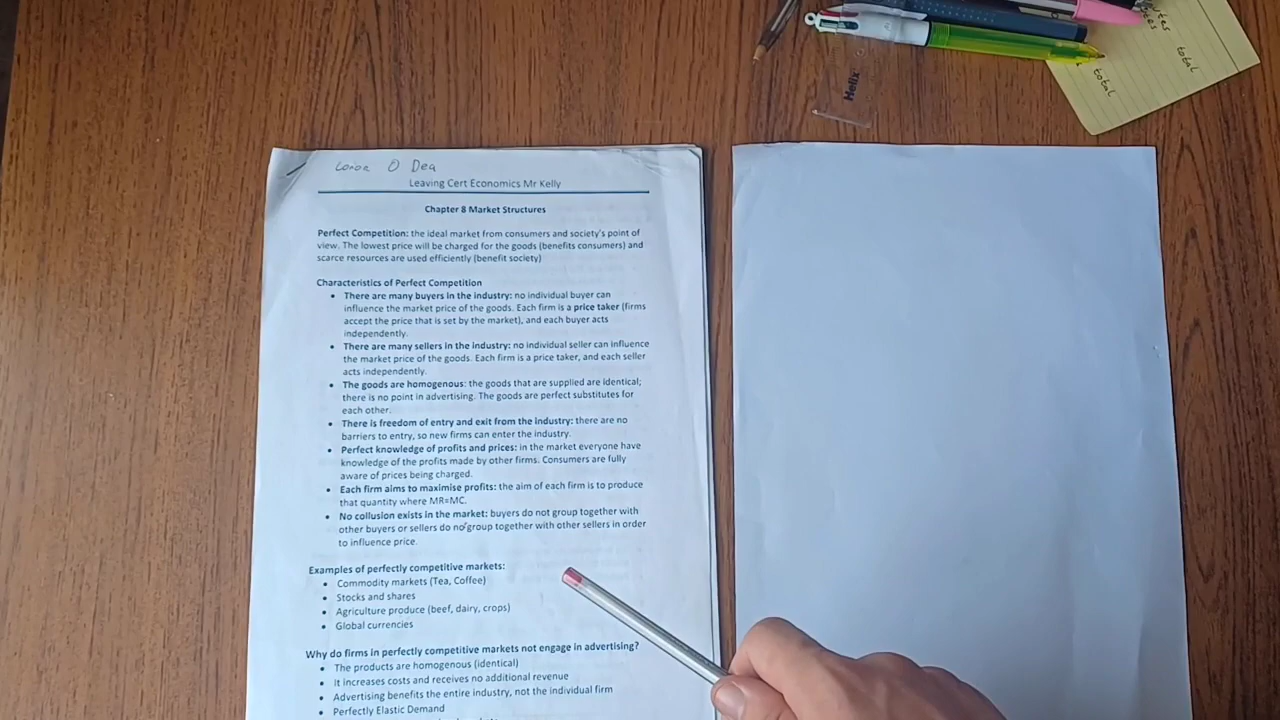 Lorna O Dea
Leaving Cert Economics Mr Kelly
Chapter 8 Market Structures
Perfect Competition: the ideal market from consumers and society's point of
view. The lowest price will be charged for the goods (benefits consumers) and
scarce resources are used efficiently (benefit society)
Characteristics of Perfect Competition
• There are many buyers in the industry: no individual buyer can
influence the market price of the goods. Each firm is a price taker (firms
accept the price that is set by the market), and each buyer acts
independently.
• There are many sellers in the industry: no individual seller can influence
the market price of the goods. Each firm is a price taker, and each seller
acts independently.
• The goods are homogenous: the goods that are supplied are identical;
there is no point in advertising. The goods are perfect substitutes for
each other.
• There is freedom of entry and exit from the industry: there are no
barriers to entry, so new firms can enter the industry.
• Perfect knowledge of profits and prices: in the market everyone have
knowledge of the profits made by other firms. Consumers are fully
aware of prices being charged.
• Each firm aims to maximise profits: the aim of each firm is to produce
that quantity where MR=MC.
• No collusion exists in the market: buyers do not group together with
other buyers or sellers do no group together with other sellers in order
to influence price.
Examples of perfectly competitive markets:
• Commodity markets (Tea, Coffee)
• Stocks and shares
• Agriculture produce (beef, dairy, crops)
• Global currencies
Why do firms in perfectly competitive markets not engage in advertising?
• The products are homogenous (identical)
• It increases costs and receives no additional revenue
• Advertising benefits the entire industry, not the individual firm
• Perfectly Elastic Demand
Helix
total
total